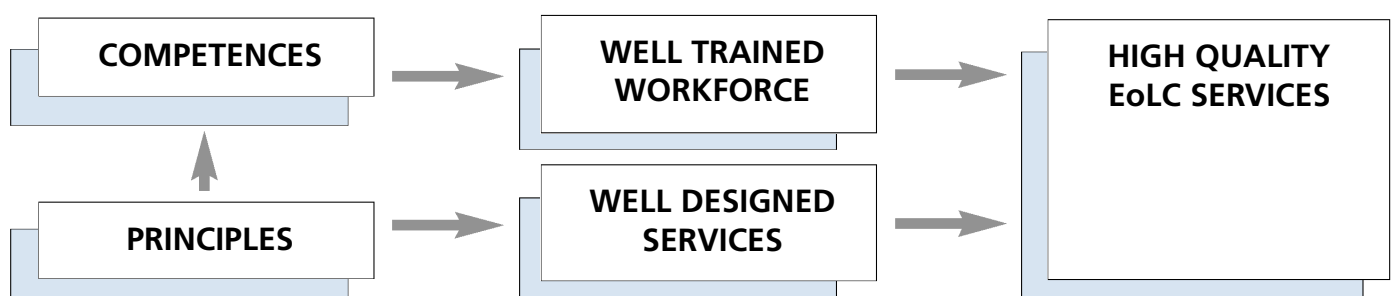 COMPETENCES
WELL TRAINED
WORKFORCE
HIGH QUALITY
EoLC SERVICES
PRINCIPLES
WELL DESIGNED
SERVICES